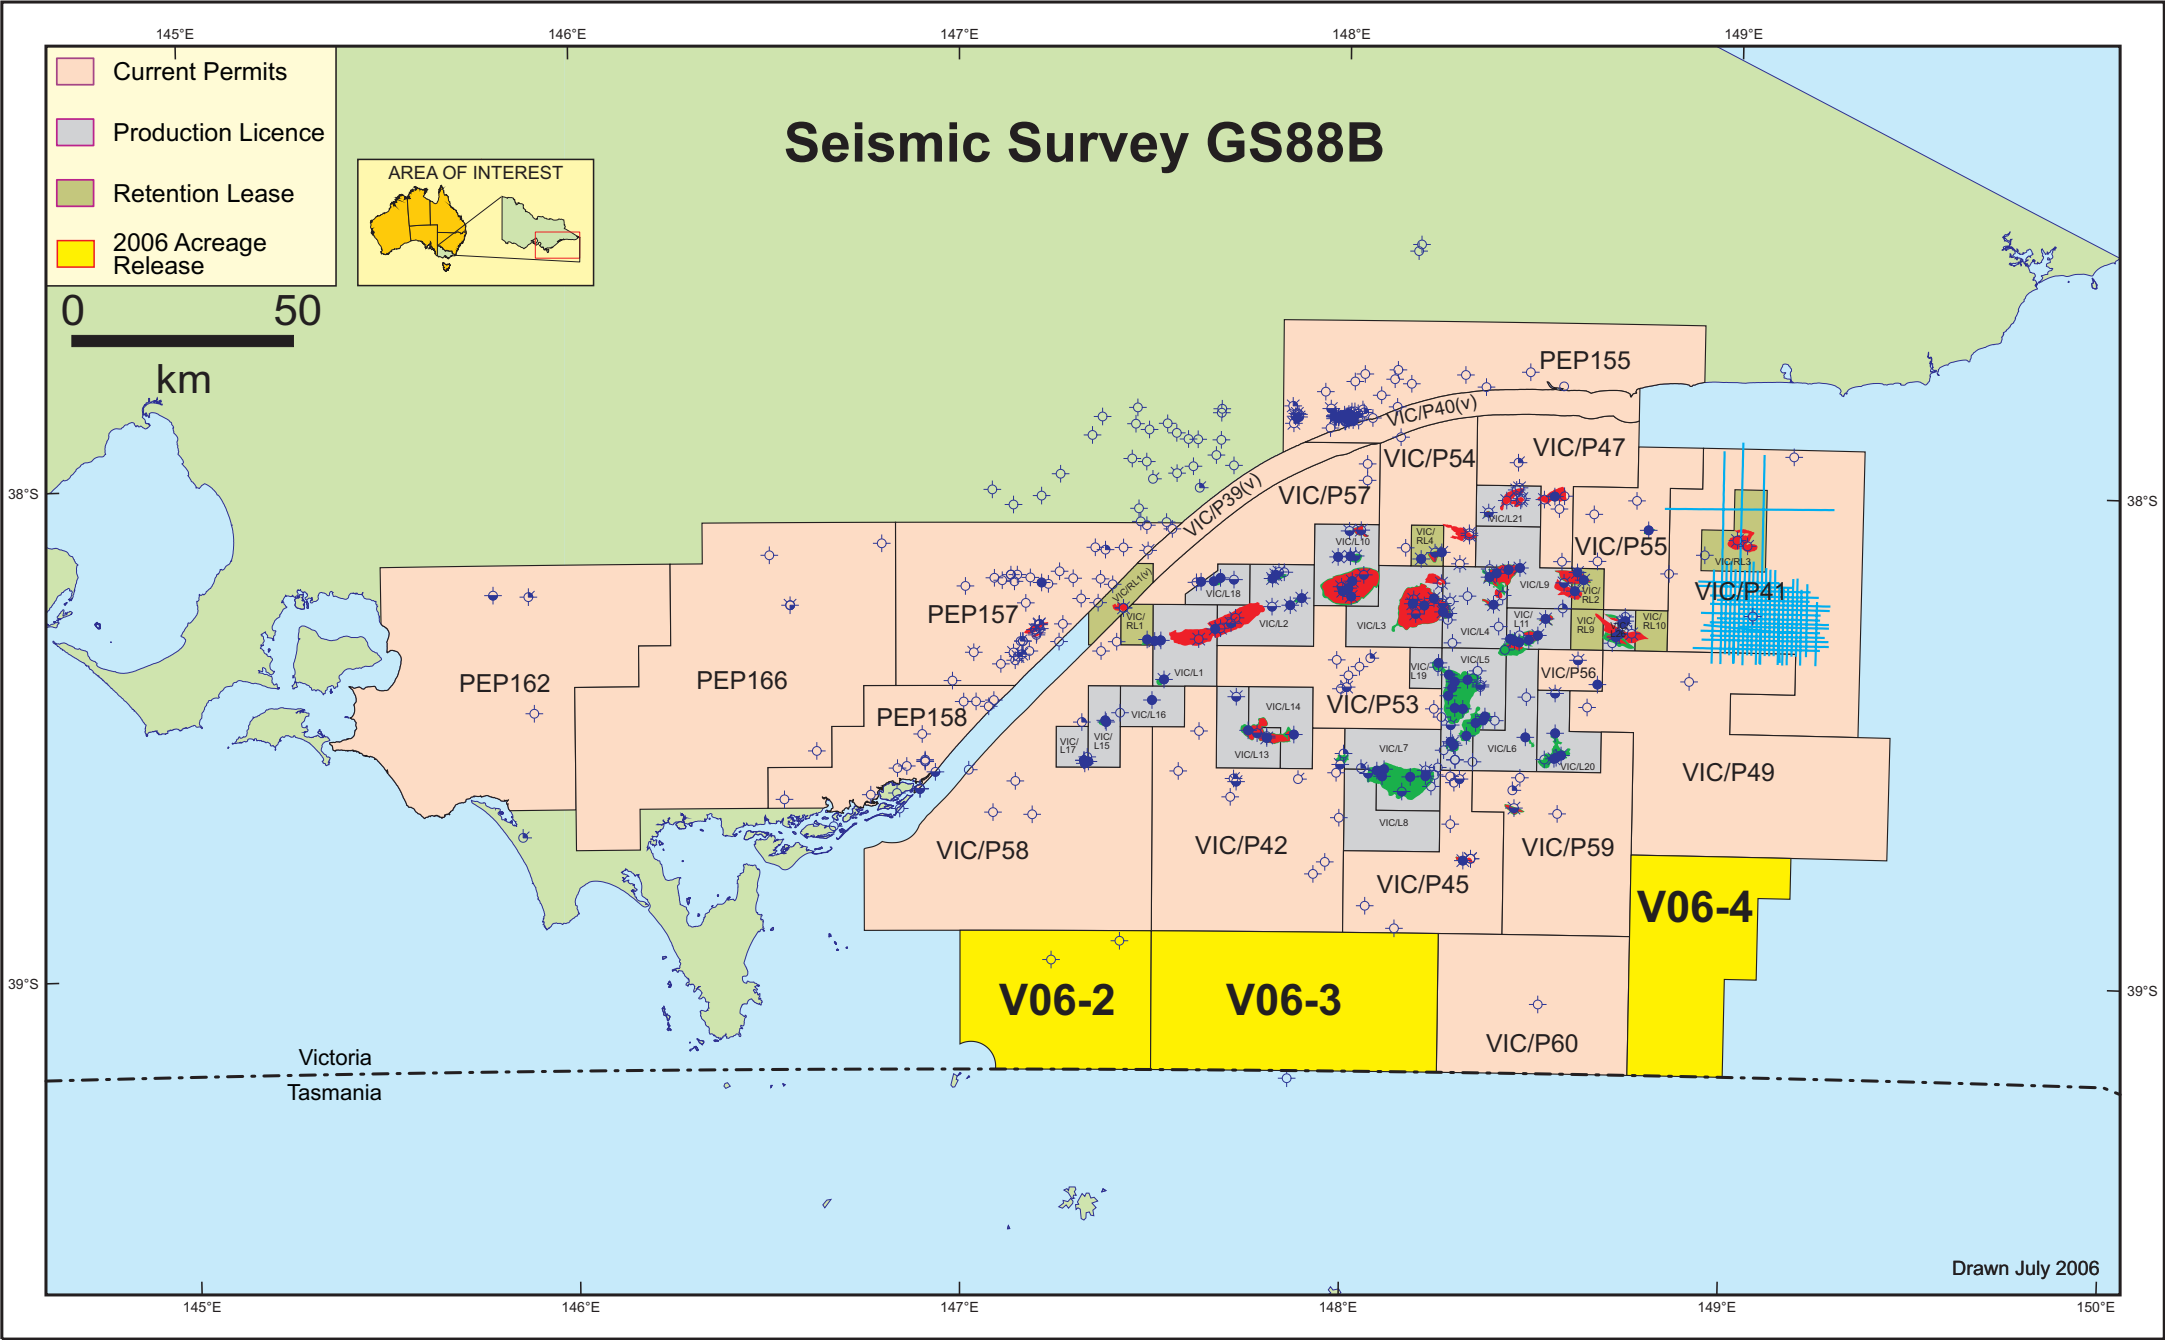 145°E 146°E 147°E 148°E 149°E
Current Permits
Production Licence
Retention Lease
2006 Acreage
Release
0 50
km
AREA OF INTEREST
Seismic Survey GS88B
PEP155
VIC/P40(v)
VIC/P47
VIC/P54
VIC/P57
VIC/P39(v)
38°S
38°S
VIC/L21
VIC/L10
VIC/
RL4
VIC/P55
VIC/RL3
VIC/P41
VIC/RL1(v)
VIC/L18
VIC/L9
VIC/
RL2
PEP157
VIC/
RL1
VIC/L2
VIC/L3
VIC/L4
VIC/
L11
VIC/
RL9
VIC/
RL10
PEP162
PEP166
VIC/L1
VIC/
L19
VIC/L5
VIC/P56
VIC/P53
PEP158
VIC/L16
VIC/L14
VIC/
L17
VIC/
L15
VIC/L13
VIC/L7
VIC/L6
VIC/L20
VIC/P49
VIC/L8
VIC/P58
VIC/P42
VIC/P59
VIC/P45
V06-4
39°S
39°S
V06-2
V06-3
VIC/P60
Victoria
Tasmania
Drawn July 2006
145°E 146°E 147°E 148°E 149°E 150°E